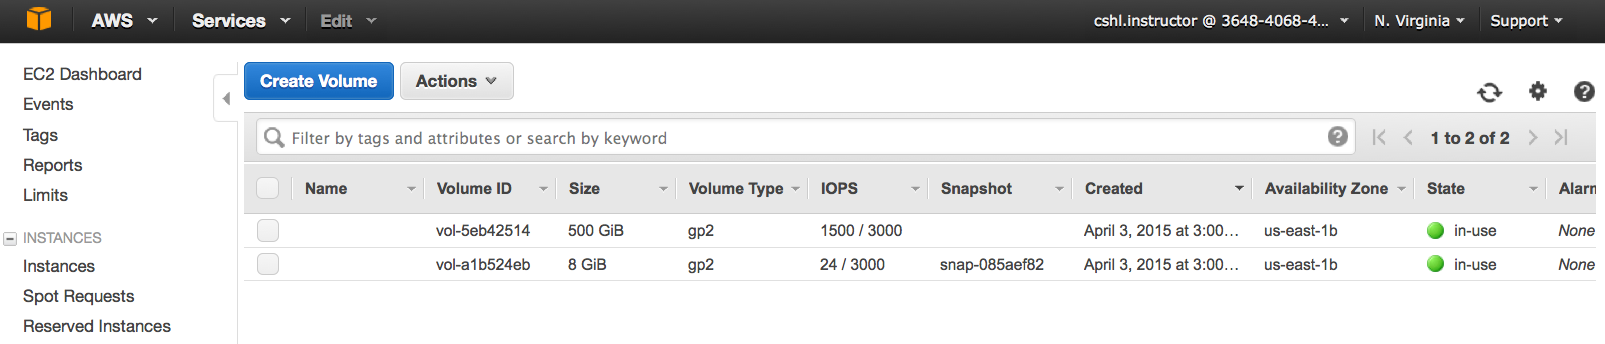 AWS Services Edit cshl.instructor @ 3648-4068-4... N. Virginia Support
EC2 Dashboard
Events
Tags
Reports
Limits
INSTANCES
Instances
Spot Requests
Reserved Instances
Create Volume Actions
Filter by tags and attributes or search by keyword 1 to 2 of 2
Name Volume ID Size Volume Type IOPS Snapshot Created Availability Zone State Alarn
vol-5eb42514 500 GiB gp2 1500 / 3000 April 3, 2015 at 3:00... us-east-1b in-use None
vol-a1b524eb 8 GiB gp2 24 / 3000 snap-085aef82 April 3, 2015 at 3:00... us-east-1b in-use None